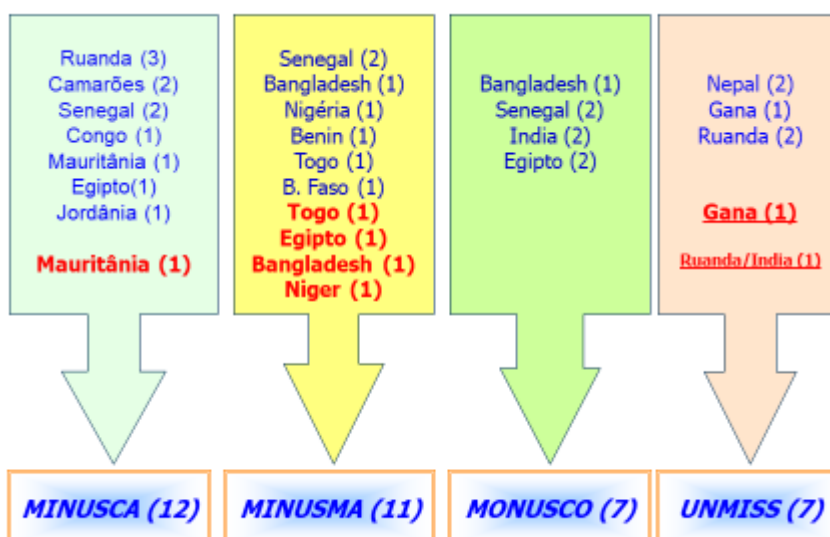 Ruanda (3)
Camarões (2)
Senegal (2)
Congo (1)
Mauritânia (1)
Egipto(1)
Jordânia (1)
Mauritânia (1)
MINUSCA (12)
Senegal (2)
Bangladesh (1)
Nigéria (1)
Benin (1)
Togo (1)
B. Faso (1)
Togo (1)
Egipto (1)
Bangladesh (1)
Niger (1)
MINUSMA (11)
Bangladesh (1)
Senegal (2)
India (2)
Egipto (2)
MONUSCO (7)
Nepal (2)
Gana (1)
Ruanda (2)
Gana (1)
Ruanda/India (1)
UNMISS (7)